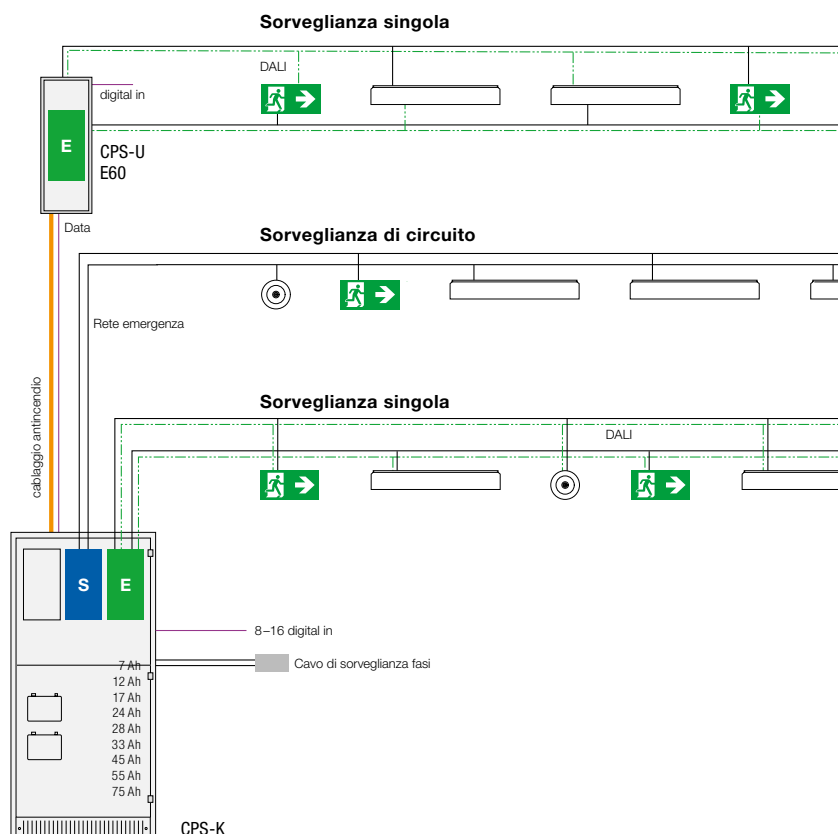 Sorveglianza singola
DALI
digital in
E
CPS-U
E60
Data
Sorveglianza di circuito
Rete emergenza
cablaggio antincendio
Sorveglianza singola
DALI
S
E
8–16 digital in
Cavo di sorveglianza fasi
7 Ah
12 Ah
17 Ah
24 Ah
28 Ah
33 Ah
45 Ah
55 Ah
75 Ah
CPS-K